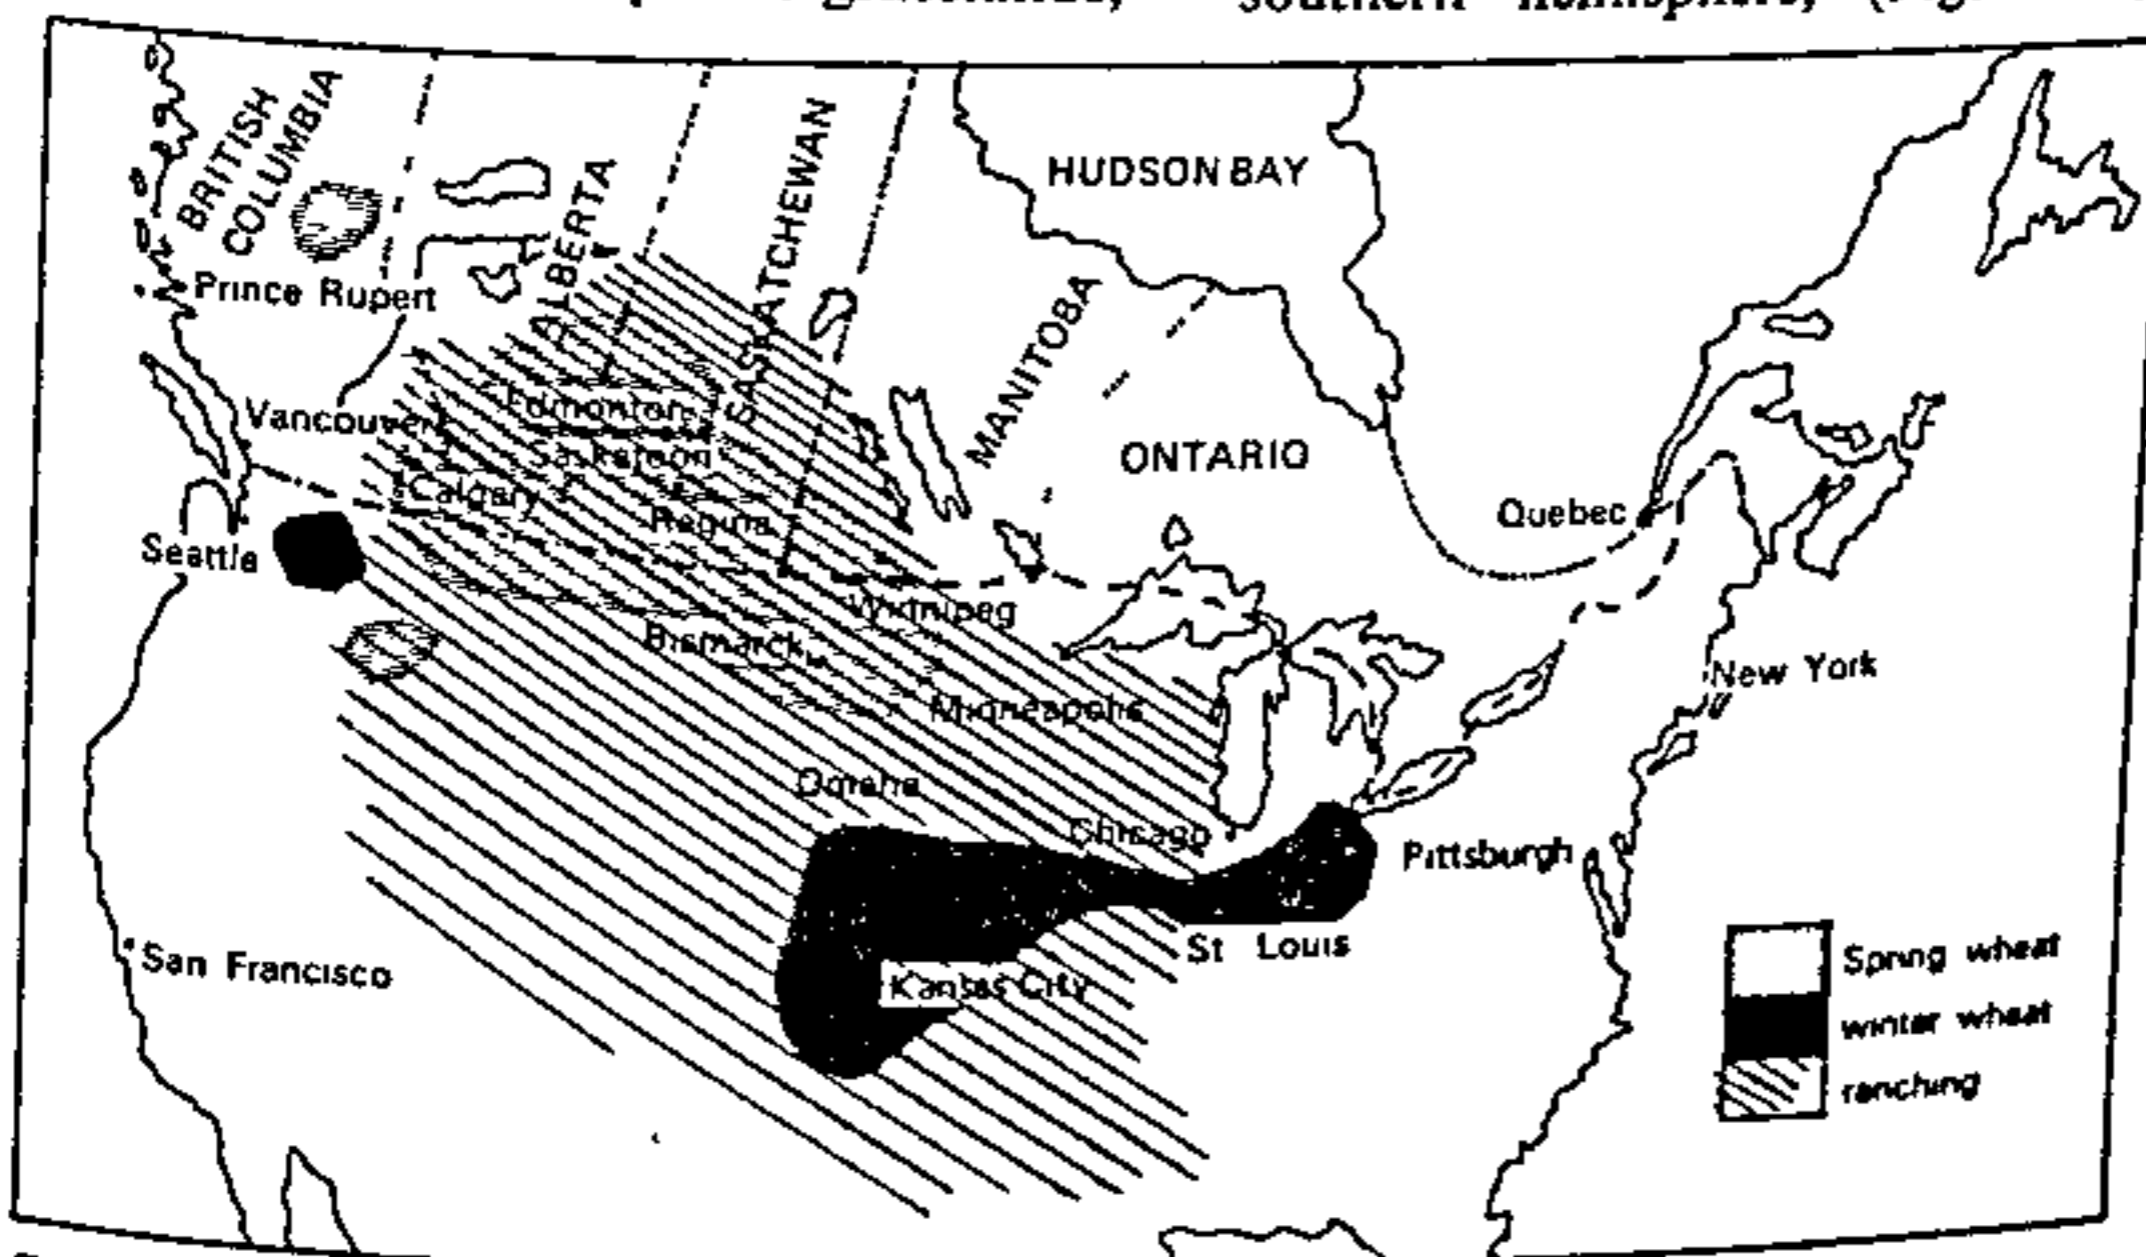 southern hemisphere,
BRITISH
COLUMBIA
ALBERTA
SASKATCHEWAN
HUDSON BAY
MANITOBA
ONTARIO
Prince Rupert
Vancouver
Edmonton
Saskatoon
Calgary
Regina
Quebec
Seattle
Winnipeg
Bismarck
New York
Minneapolis
Omaha
Chicago
Pittsburgh
St Louis
San Francisco
Kansas City
Spring wheat
winter wheat
ranching